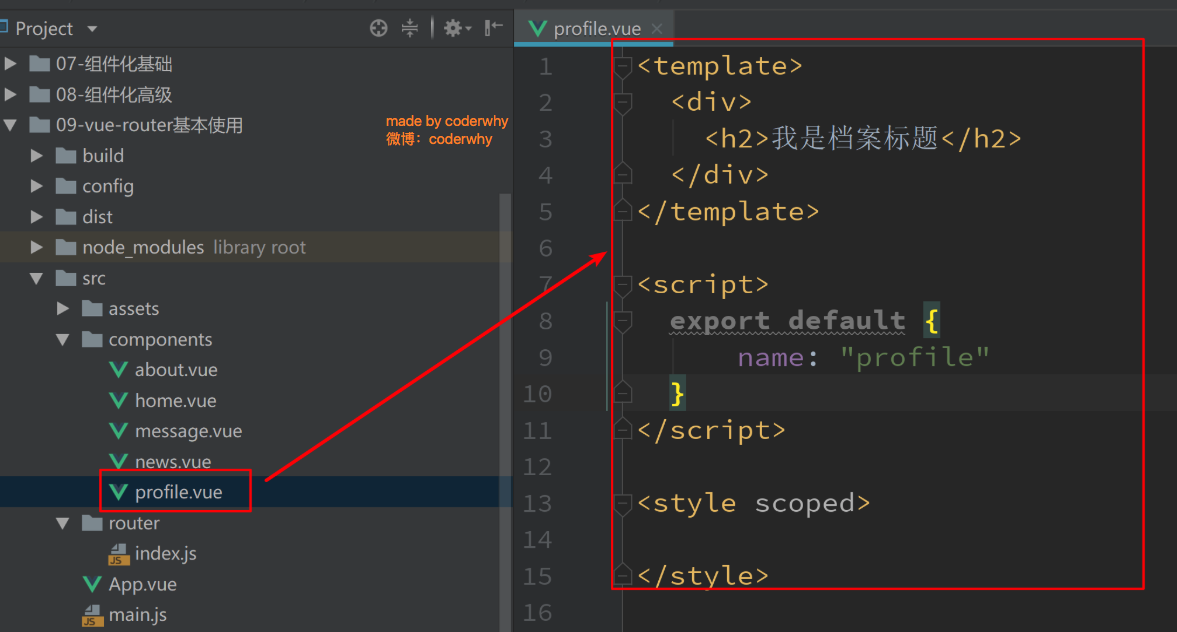 Project
07-组件化基础
08-组件化高级
09-vue-router基本使用
made by coderwhy
微博：coderwhy
build
config
dist
node_modules library root
src
assets
components
about.vue
home.vue
message.vue
news.vue
profile.vue
router
index.js
App.vue
main.js
profile.vue
1 <template>
2 <div>
3 <h2>我是档案标题</h2>
4 </div>
5 </template>
6
7 <script>
8 export default {
9 name: "profile"
10 }
11 </script>
12
13 <style scoped>
14
15 </style>
16